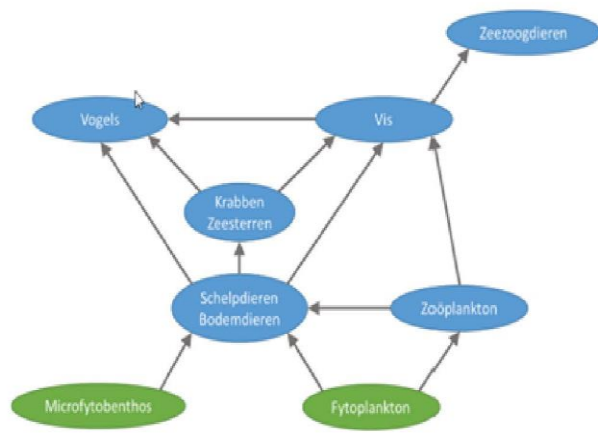 Zeezoogdieren
Vogels
Vis
Krabben
Zeesterren
Schelpdieren
Bodemdieren
Zoöplankton
Microfytobenthos
Fytoplankton